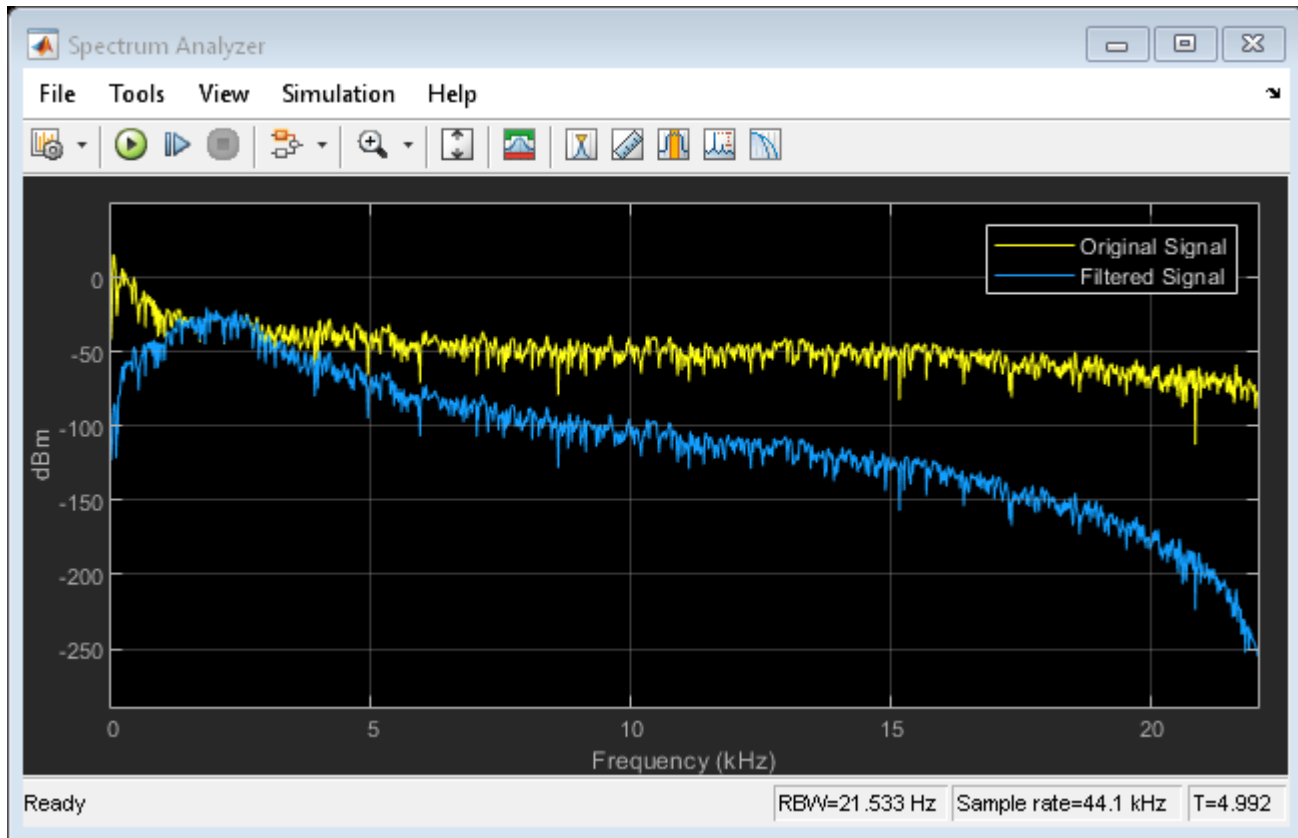 Spectrum Analyzer
File Tools View Simulation Help
Original Signal
Filtered Signal
0
-50
-100
-150
-200
-250
dBm
0 5 10 15 20
Frequency (kHz)
Ready RBW=21.533 Hz Sample rate=44.1 kHz T=4.992